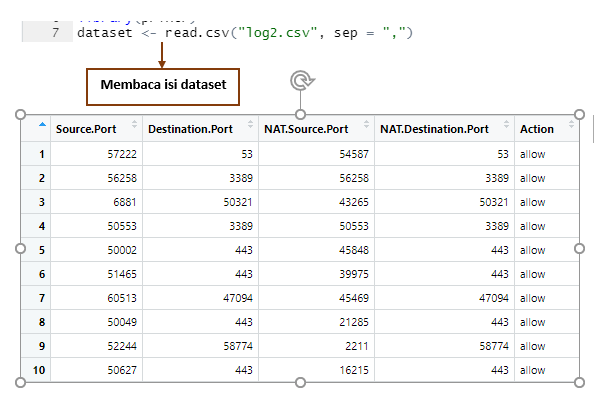 7 dataset <- read.csv("log2.csv", sep = ",")
Membaca isi dataset
Source.Port Destination.Port NAT.Source.Port NAT.Destination.Port Action
1 57222 53 54587 53 allow
2 56258 3389 56258 3389 allow
3 6881 50321 43265 50321 allow
4 50553 3389 50553 3389 allow
5 50002 443 45848 443 allow
6 51465 443 39975 443 allow
7 60513 47094 45469 47094 allow
8 50049 443 21285 443 allow
9 52244 58774 2211 58774 allow
10 50627 443 16215 443 allow